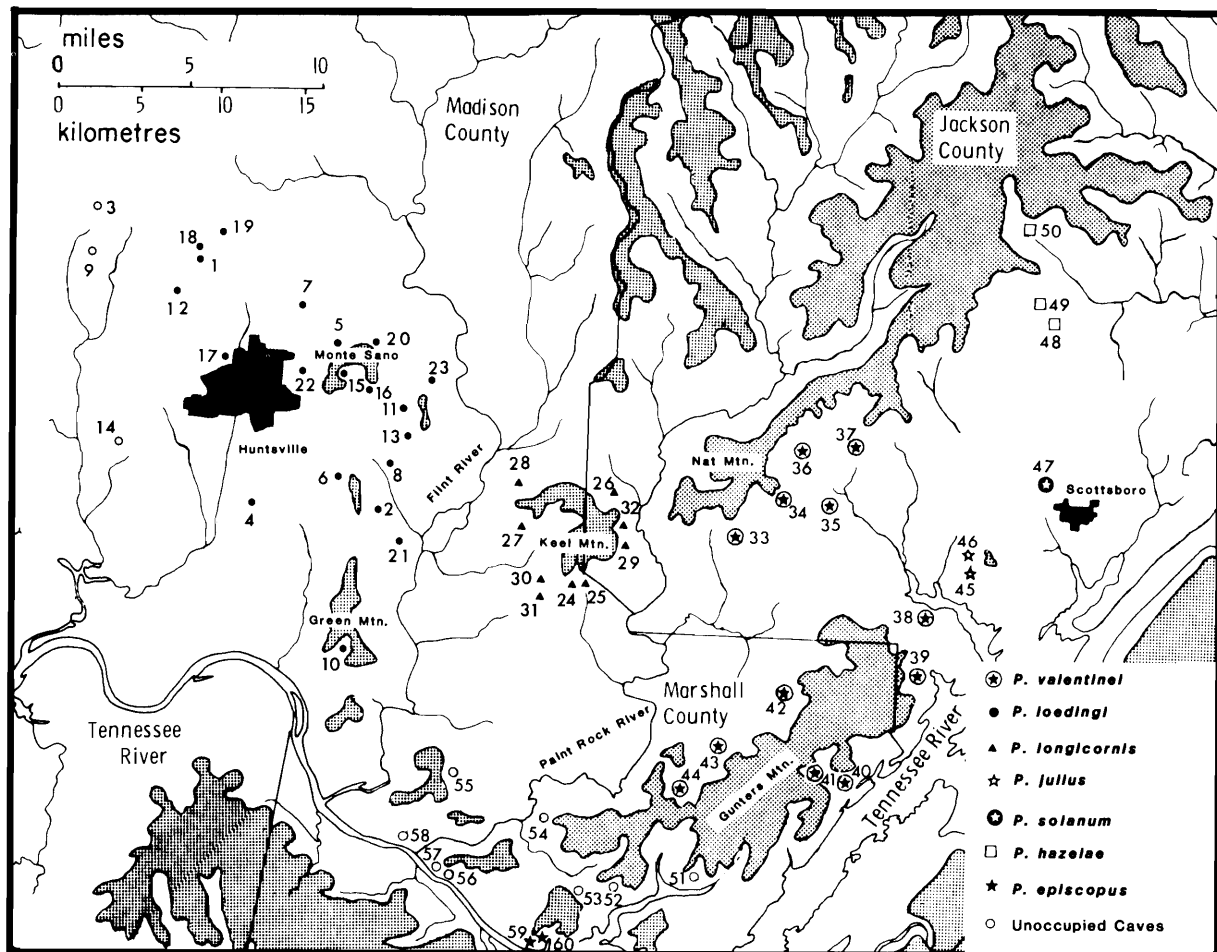 miles
0 5 10
0 5 10 15
kilometres
Madison
County
Jackson
County
3
18
19
1
9
12
7
50
49
48
5
20
17
Monte Sano
22
15
16
23
11
14
13
Huntsville
Flint River
8
6
2
4
21
28
26
32
27
Keel Mtn.
29
30
31
24
25
Nat Mtn.
36
37
34
35
33
47
Scottsboro
46
45
38
39
Green Mtn.
10
Tennessee
River
Marshall
County
Paint Rock River
42
43
44
41
40
Gunters Mtn.
Tennessee River
55
54
58
57
56
53
52
51
59
60
P. valentinei
P. loedingi
P. longicornis
P. julius
P. solanum
P. hazelae
P. episcopus
Unoccupied Caves